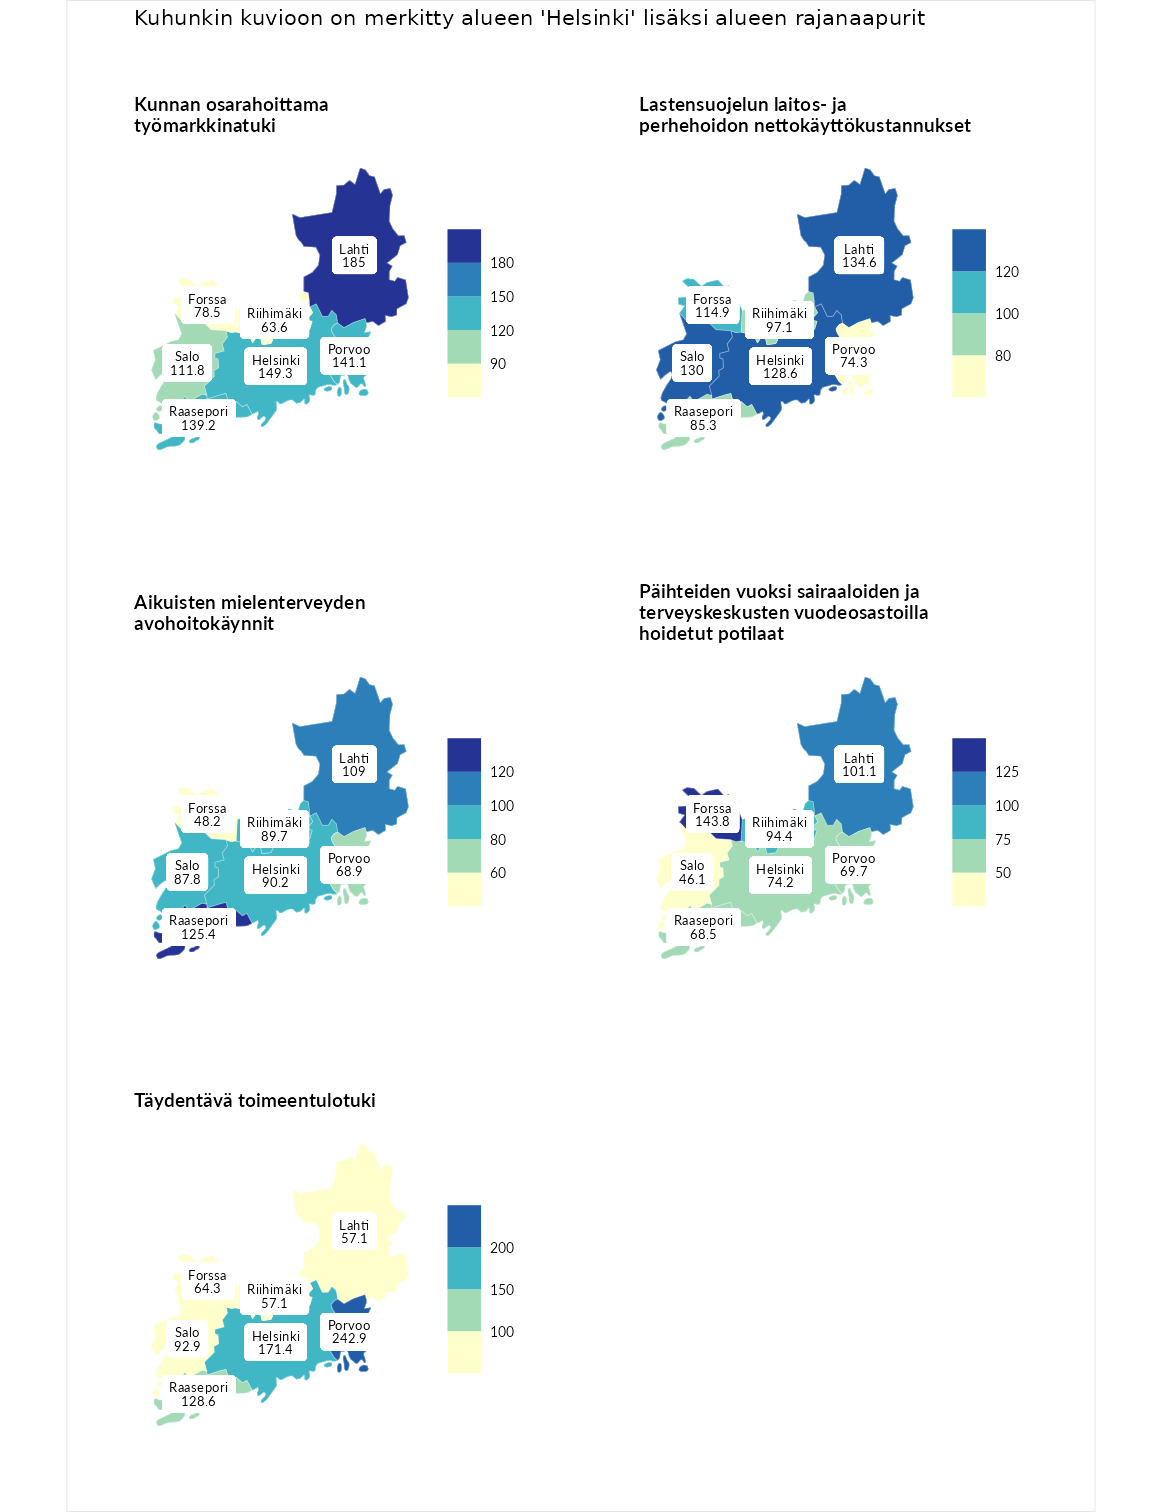 Kuhunkin kuvioon on merkitty alueen 'Helsinki' lisäksi alueen rajanaapurit
Kunnan osarahoittama
työmarkkinatuki
Lahti
185
Forssa
78.5
Riihimäki
63.6
Salo
111.8
Helsinki
149.3
Porvoo
141.1
Raasepori
139.2
180
150
120
90
Lastensuojelun laitos- ja
perhehoidon nettokäyttökustannukset
Lahti
134.6
Forssa
114.9
Riihimäki
97.1
Salo
130
Helsinki
128.6
Porvoo
74.3
Raasepori
85.3
120
100
80
Aikuisten mielenterveyden
avohoitokäynnit
Lahti
109
Forssa
48.2
Riihimäki
89.7
Salo
87.8
Helsinki
90.2
Porvoo
68.9
Raasepori
125.4
120
100
80
60
Päihteiden vuoksi sairaaloiden ja
terveyskeskusten vuodeosastoilla
hoidetut potilaat
Lahti
101.1
Forssa
143.8
Riihimäki
94.4
Salo
46.1
Helsinki
74.2
Porvoo
69.7
Raasepori
68.5
125
100
75
50
Täydentävä toimeentulotuki
Lahti
57.1
Forssa
64.3
Riihimäki
57.1
Salo
92.9
Helsinki
171.4
Porvoo
242.9
Raasepori
128.6
200
150
100